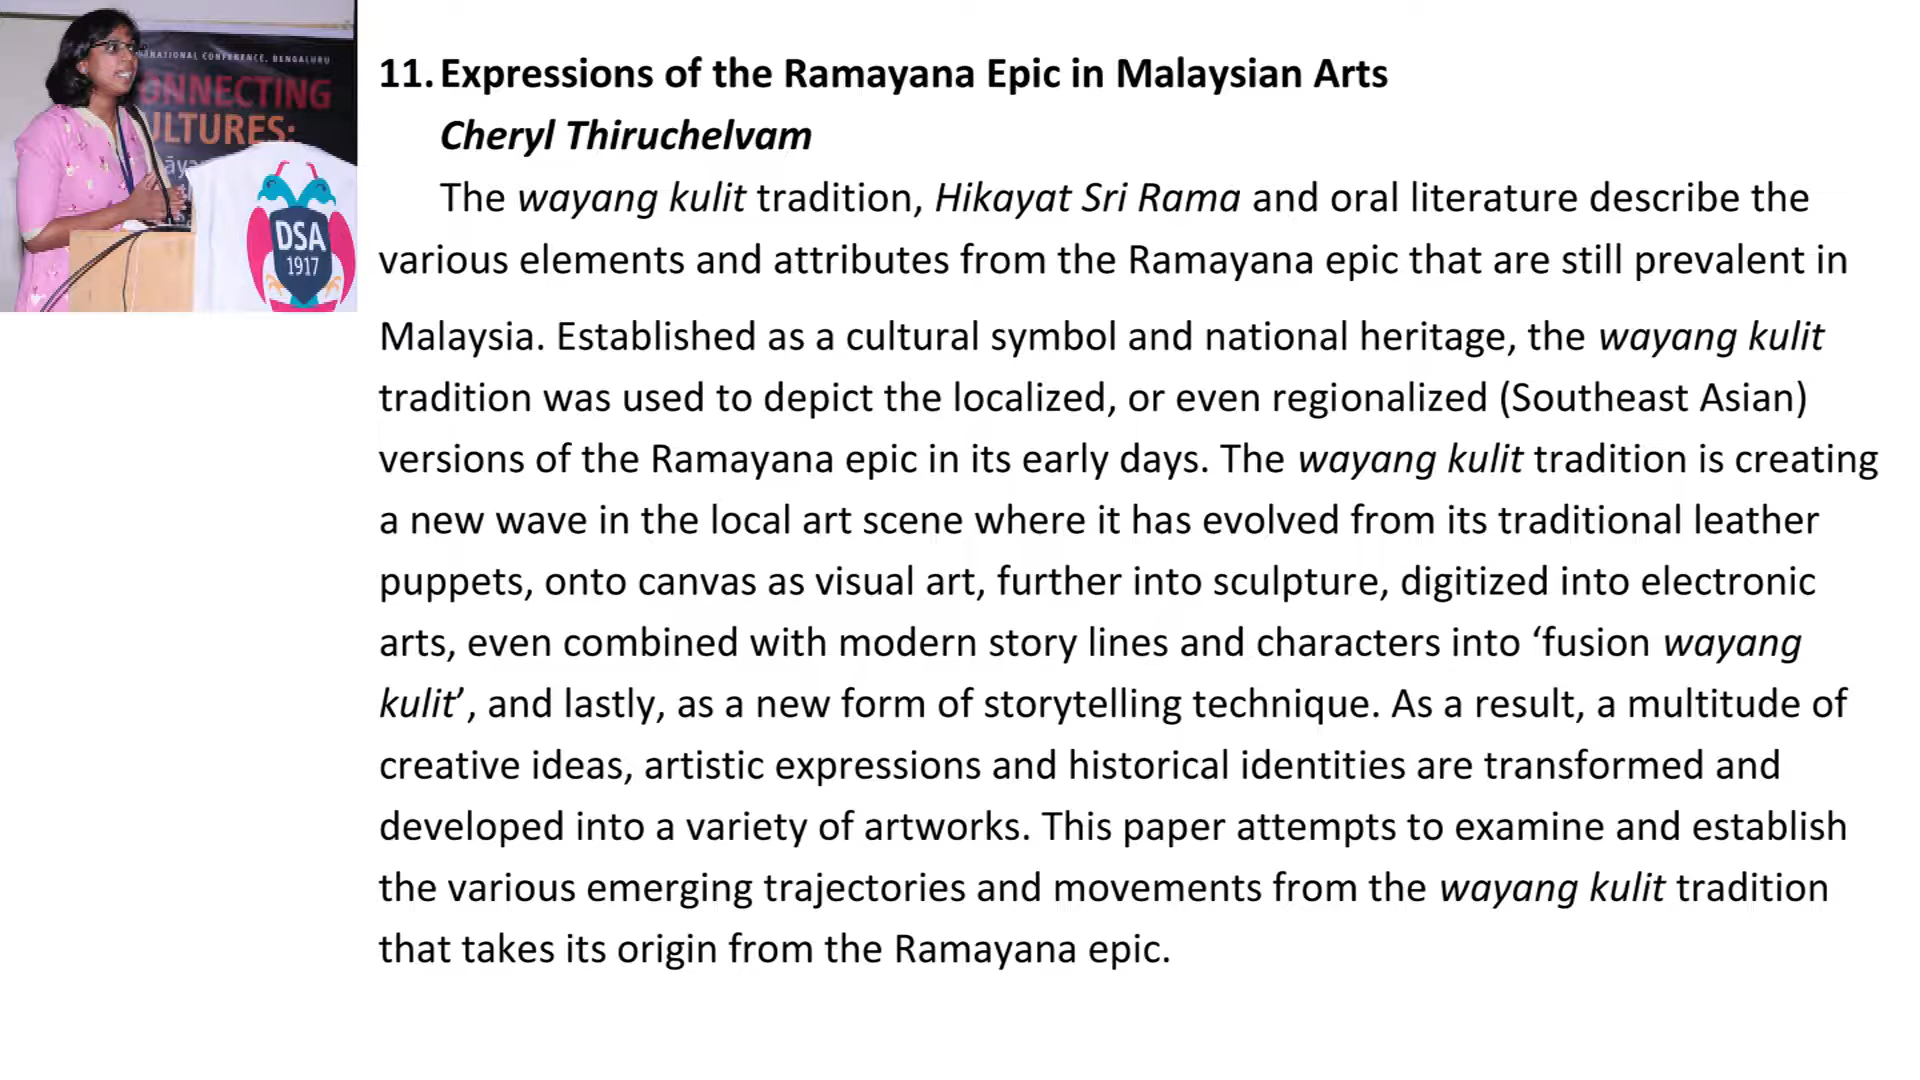 RNATIONAL CONFERENCE, BENGALURU
ONNECTING
ULTURES:
DSA
1917
11. Expressions of the Ramayana Epic in Malaysian Arts
Cheryl Thiruchelvam
The wayang kulit tradition, Hikayat Sri Rama and oral literature describe the
various elements and attributes from the Ramayana epic that are still prevalent in
Malaysia. Established as a cultural symbol and national heritage, the wayang kulit
tradition was used to depict the localized, or even regionalized (Southeast Asian)
versions of the Ramayana epic in its early days. The wayang kulit tradition is creating
a new wave in the local art scene where it has evolved from its traditional leather
puppets, onto canvas as visual art, further into sculpture, digitized into electronic
arts, even combined with modern story lines and characters into ‘fusion wayang
kulit’, and lastly, as a new form of storytelling technique. As a result, a multitude of
creative ideas, artistic expressions and historical identities are transformed and
developed into a variety of artworks. This paper attempts to examine and establish
the various emerging trajectories and movements from the wayang kulit tradition
that takes its origin from the Ramayana epic.